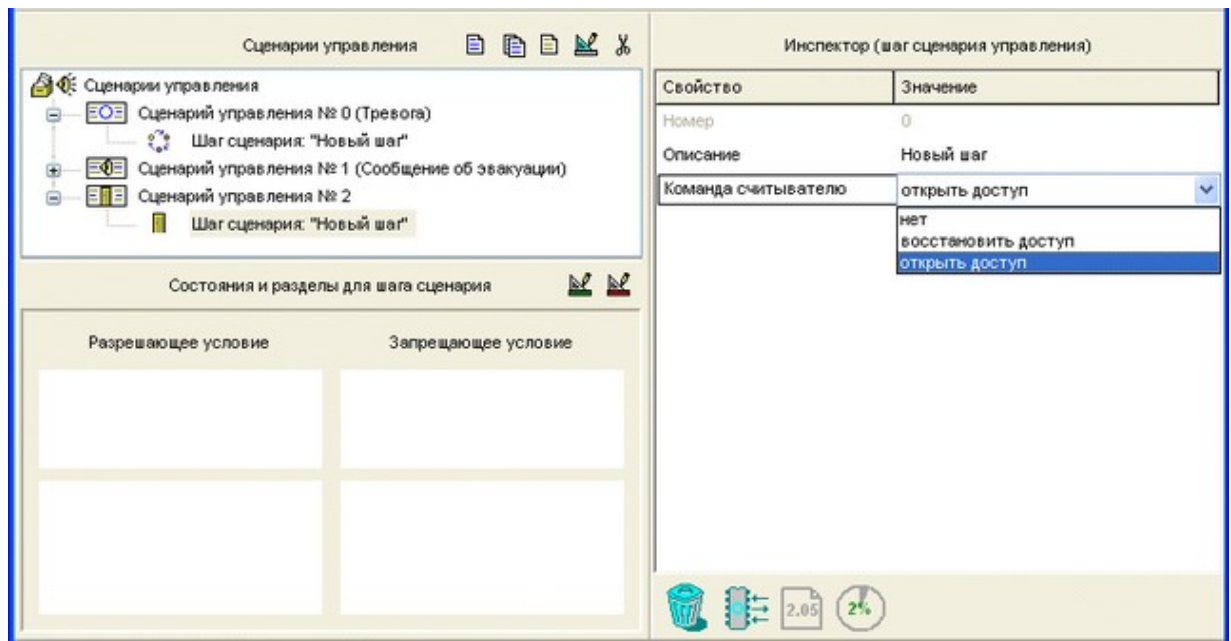 Сценарии управления
Сценарии управления
Сценарий управления № 0 (Тревога)
Шаг сценария: "Новый шаг"
Сценарий управления № 1 (Сообщение об эвакуации)
Сценарий управления № 2
Шаг сценария: "Новый шаг"
Состояния и разделы для шага сценария
Разрешающее условие Запрещающее условие
Инспектор (шаг сценария управления)
Свойство Значение
Номер 0
Описание Новый шаг
Команда считывателю открыть доступ
нет
восстановить доступ
открыть доступ
2.05 2%